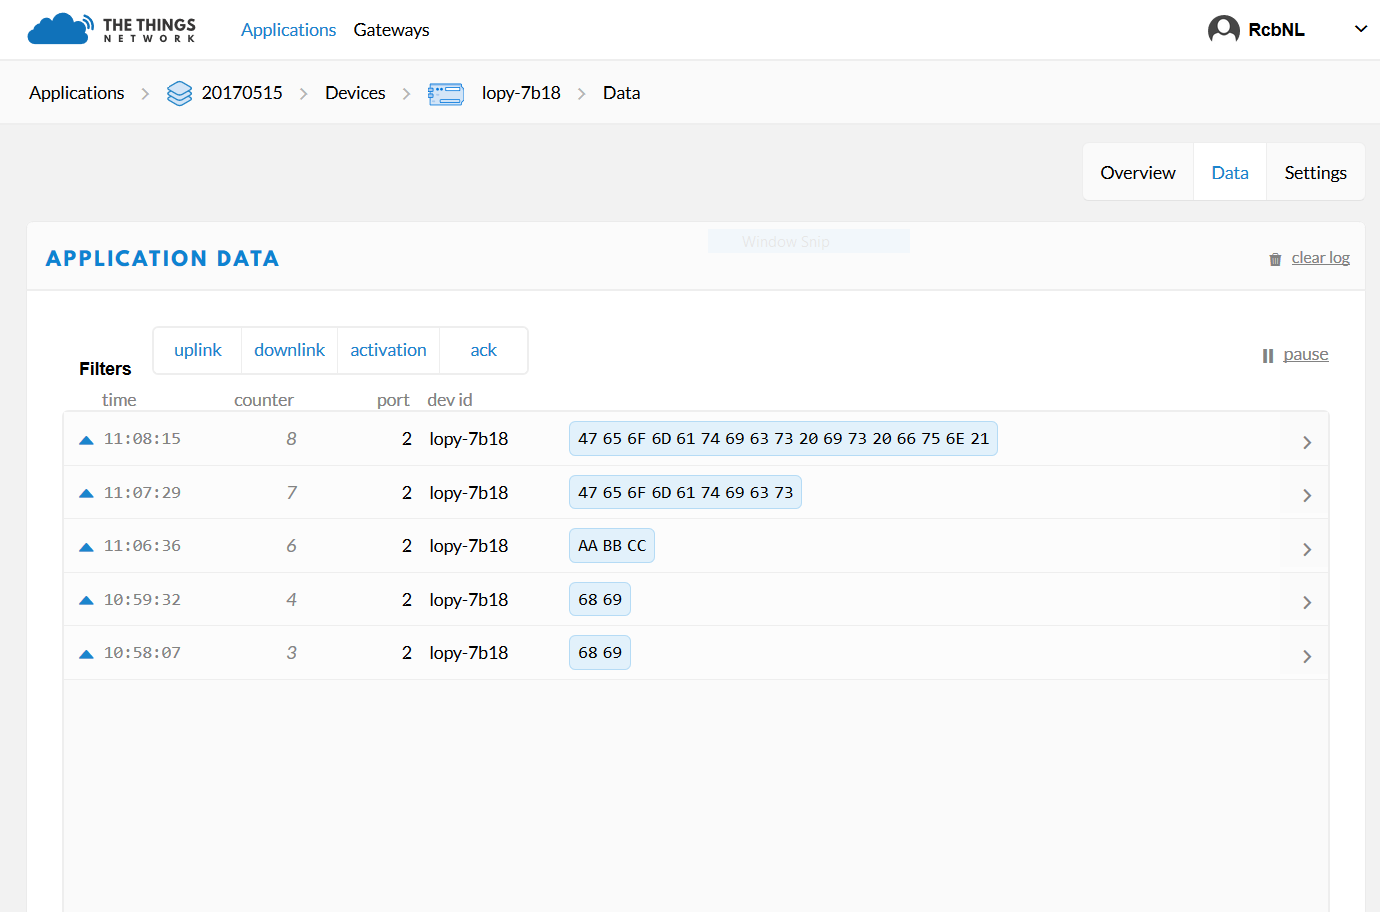 THE THINGS
NETWORK
Applications Gateways
RcbNL
Applications 20170515 Devices lopy-7b18 Data
Overview Data Settings
Window Snip
APPLICATION DATA
clear log
Filters uplink downlink activation ack
pause
time counter port dev id
11:08:15 8 2 lopy-7b18 47 65 6F 6D 61 74 69 63 73 20 69 73 20 66 75 6E 21
11:07:29 7 2 lopy-7b18 47 65 6F 6D 61 74 69 63 73
11:06:36 6 2 lopy-7b18 AA BB CC
10:59:32 4 2 lopy-7b18 68 69
10:58:07 3 2 lopy-7b18 68 69